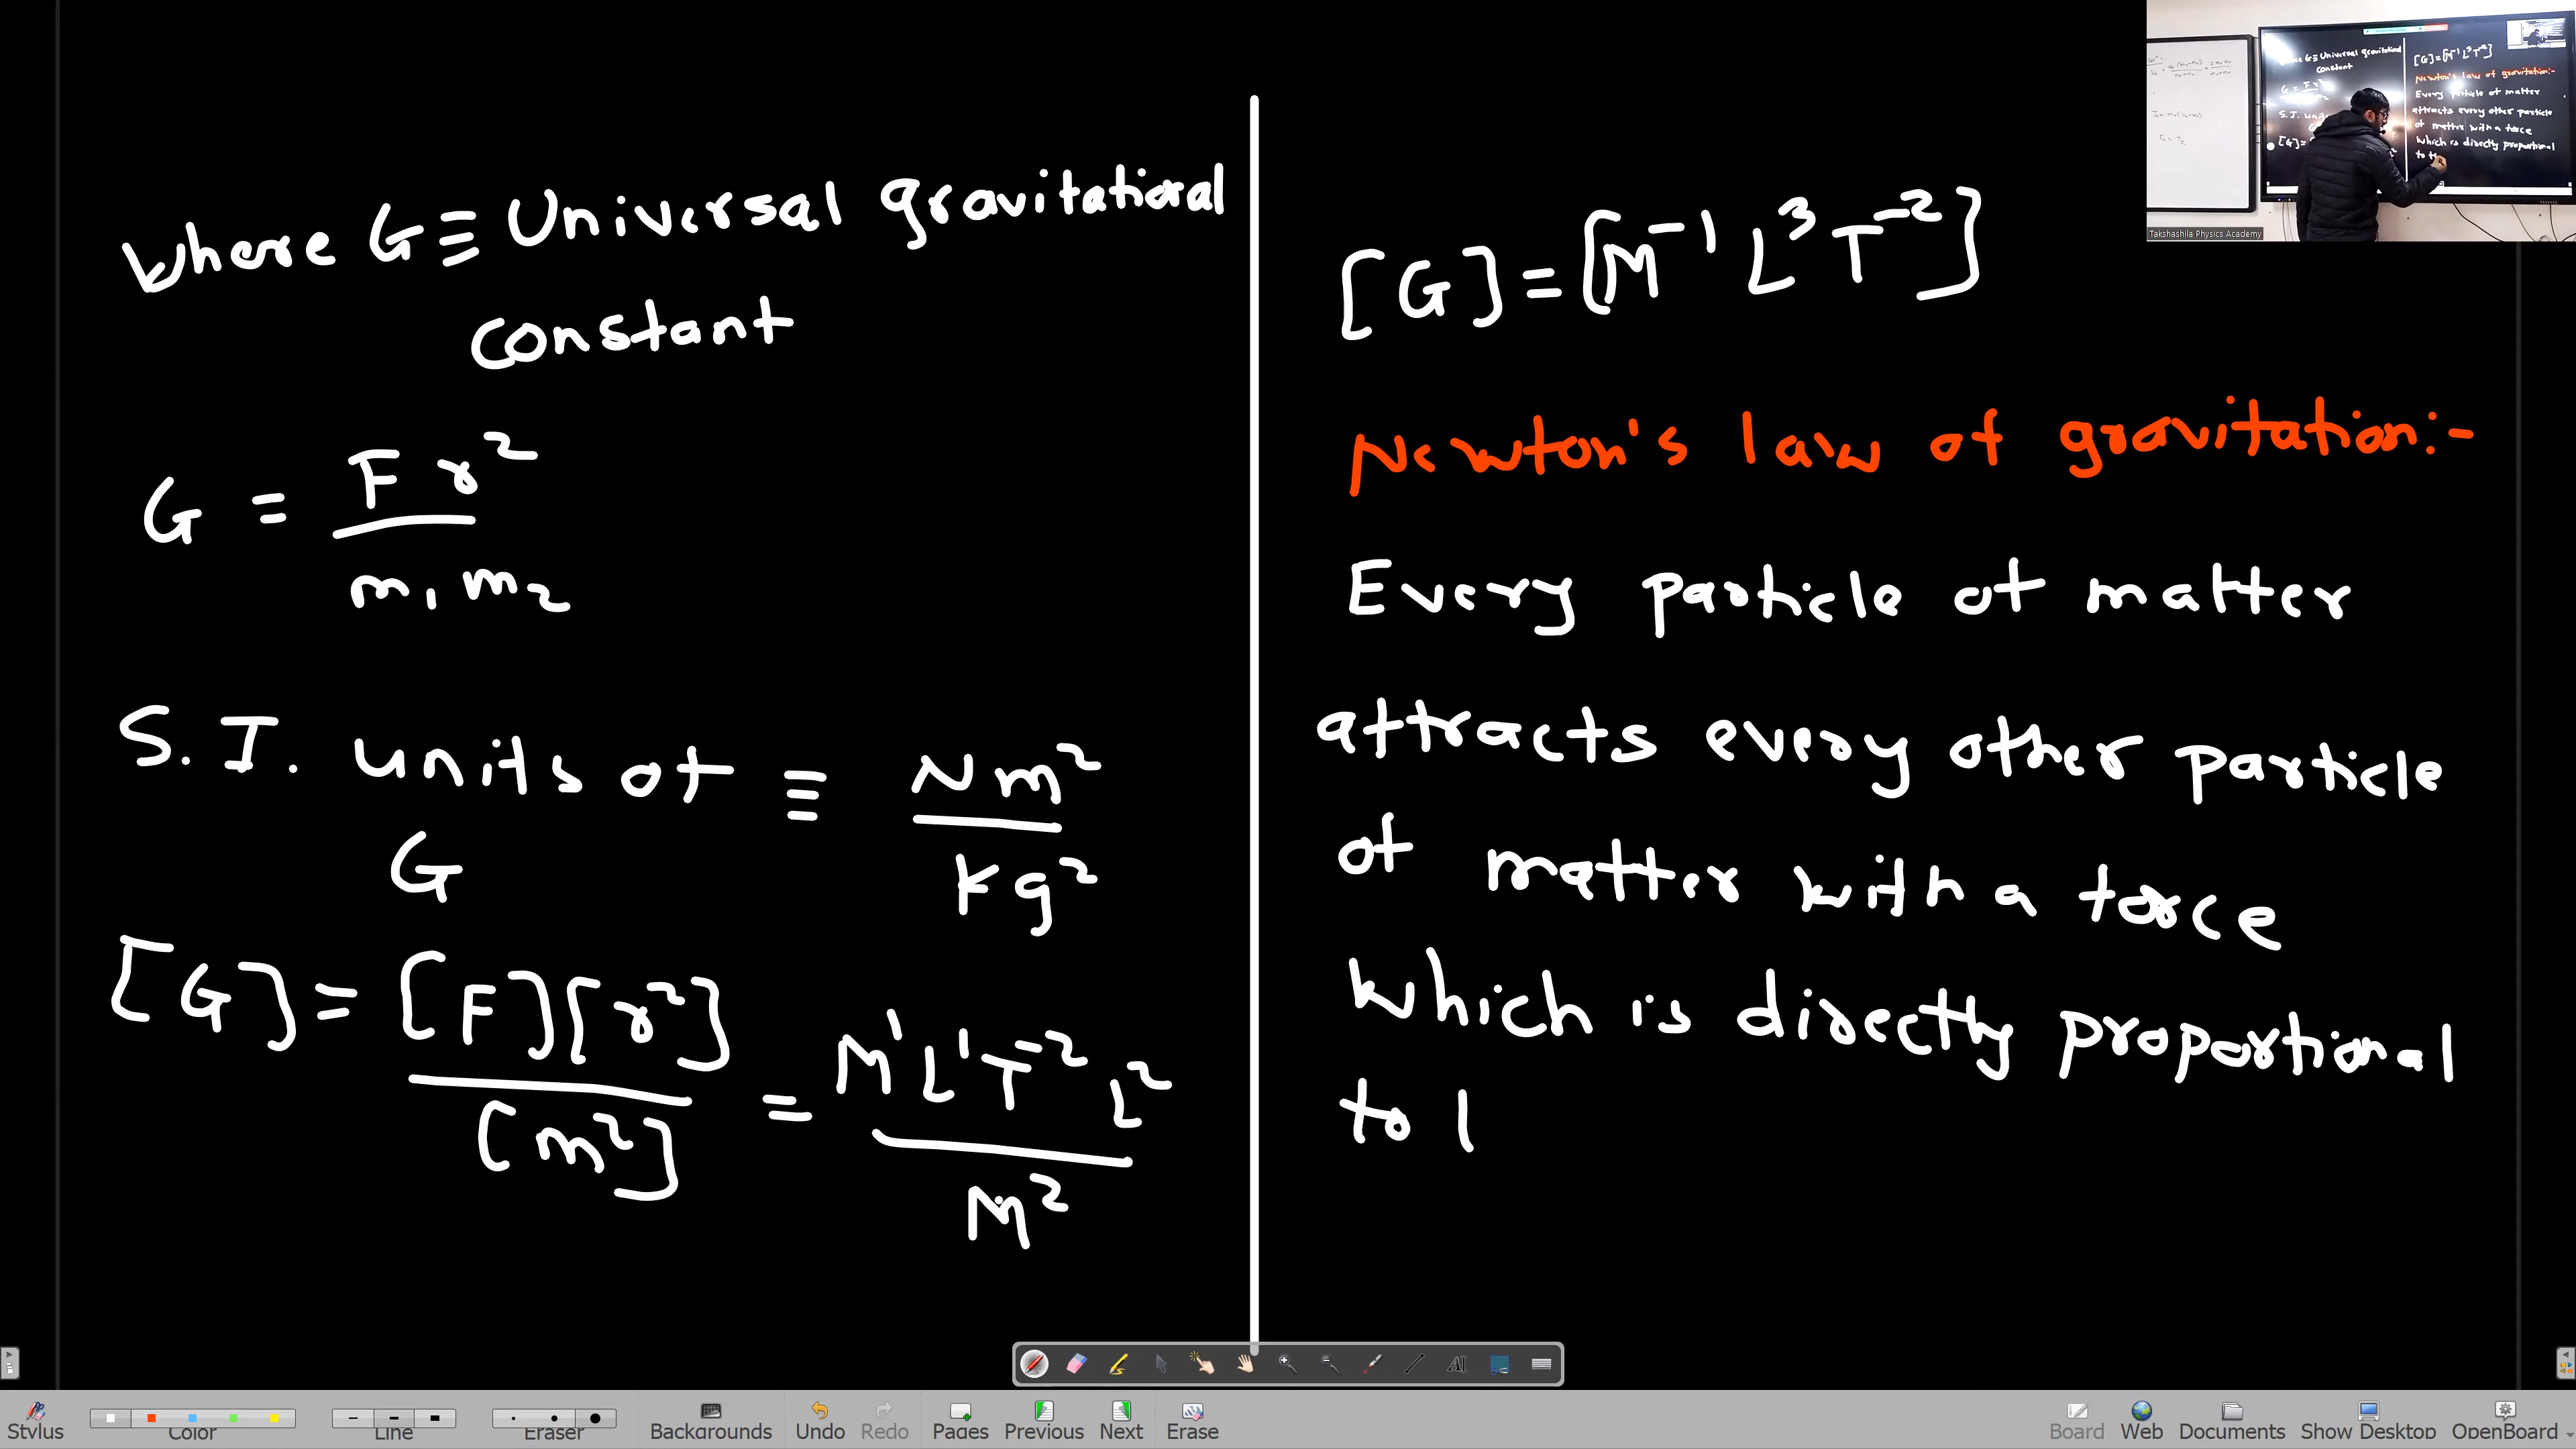 Where G ≡ Universal gravitational
constant
G = F r² / m₁ m₂
S. I. units of G ≡ N m² / kg²
[G] = [F] [r²] / [m²] = M¹ L¹ T⁻² L² / M²
[G] = [M⁻¹ L³ T⁻²]
Newton's law of gravitation:-
Every particle of matter
attracts every other particle
of matter with a force
Which is directly proportional
to
Takshashila Physics Academy
Stylus
Color
Line
Eraser
Backgrounds
Undo
Redo
Pages
Previous
Next
Erase
Board
Web
Documents
Show Desktop
OpenBoard